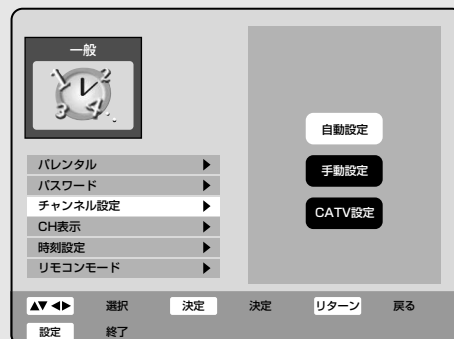 一般
パレンタル ▶
パスワード ▶
チャンネル設定 ▶
CH表示 ▶
時刻設定 ▶
リモコンモード ▶
自動設定
手動設定
CATV設定
▲▼ ◀▶ 選択 決定 決定 リターン 戻る
設定 終了